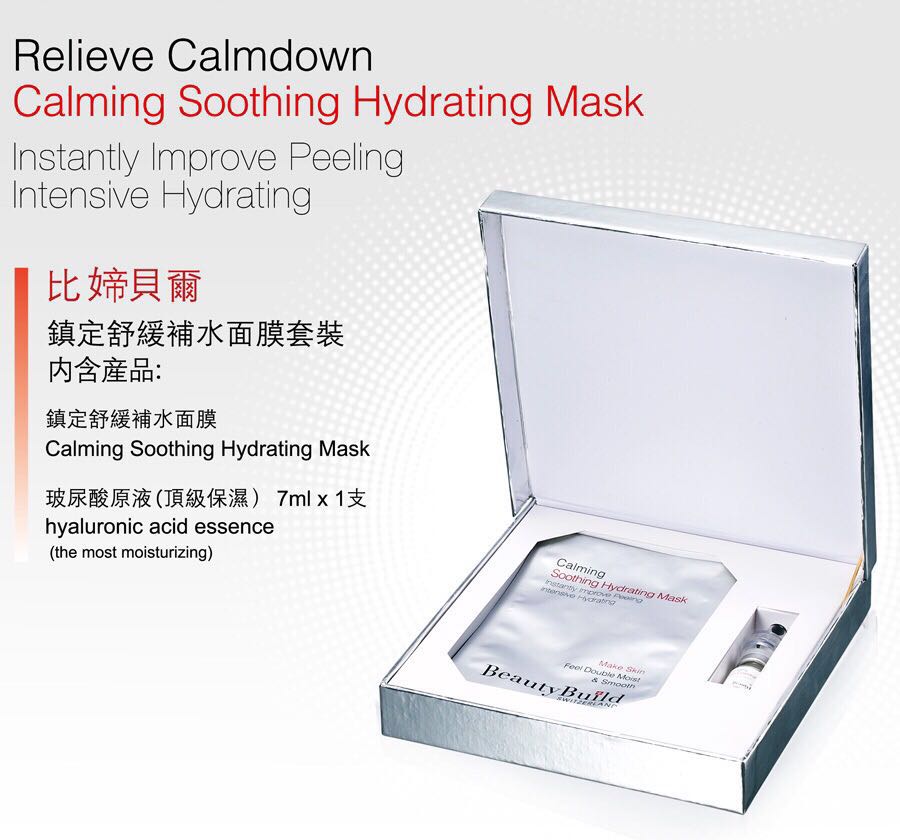 Relieve Calmdown
Calming Soothing Hydrating Mask
Instantly Improve Peeling
Intensive Hydrating
比媂貝爾
鎮定舒緩補水面膜套裝
内含産品:
鎮定舒緩補水面膜
Calming Soothing Hydrating Mask
玻尿酸原液(頂級保濕) 7ml x 1支
hyaluronic acid essence
(the most moisturizing)
Calming
Soothing Hydrating Mask
Instantly Improve Peeling
Intensive Hydrating
Make Skin
Feel Double Moist
& Smooth
BeautyBuild
SWITZERLAND